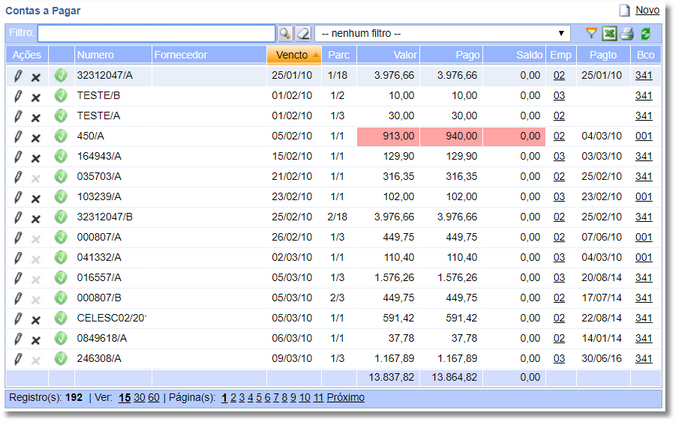 Contas a Pagar Novo
Filtro: -- nenhum filtro --
Ações Numero Fornecedor Vencto Parc Valor Pago Saldo Emp Pagto Bco
32312047/A 25/01/10 1/18 3.976,66 3.976,66 0,00 02 25/01/10 341
TESTE/B 01/02/10 1/2 10,00 10,00 0,00 03 341
TESTE/A 01/02/10 1/3 30,00 30,00 0,00 02 341
450/A 05/02/10 1/1 913,00 940,00 0,00 02 04/03/10 001
164943/A 15/02/10 1/1 129,90 129,90 0,00 03 03/03/10 341
035703/A 21/02/10 1/1 316,35 316,35 0,00 02 25/02/10 341
103239/A 23/02/10 1/1 102,00 102,00 0,00 03 23/02/10 001
32312047/B 25/02/10 2/18 3.976,66 3.976,66 0,00 02 25/02/10 341
000807/A 26/02/10 1/3 449,75 449,75 0,00 02 07/06/10 001
041332/A 02/03/10 1/1 110,40 110,40 0,00 03 04/03/10 001
016557/A 05/03/10 1/3 1.576,26 1.576,26 0,00 03 20/08/14 341
000807/B 05/03/10 2/3 449,75 449,75 0,00 02 17/07/14 341
CELESC02/20 05/03/10 1/1 591,42 591,42 0,00 02 22/08/14 341
0849618/A 06/03/10 1/1 37,78 37,78 0,00 02 14/01/14 341
246308/A 09/03/10 1/3 1.167,89 1.167,89 0,00 03 30/06/16 341
13.837,82 13.864,82 0,00
Registro(s): 192 | Ver: 15 30 60 | Página(s): 1 2 3 4 5 6 7 8 9 10 11 Próximo